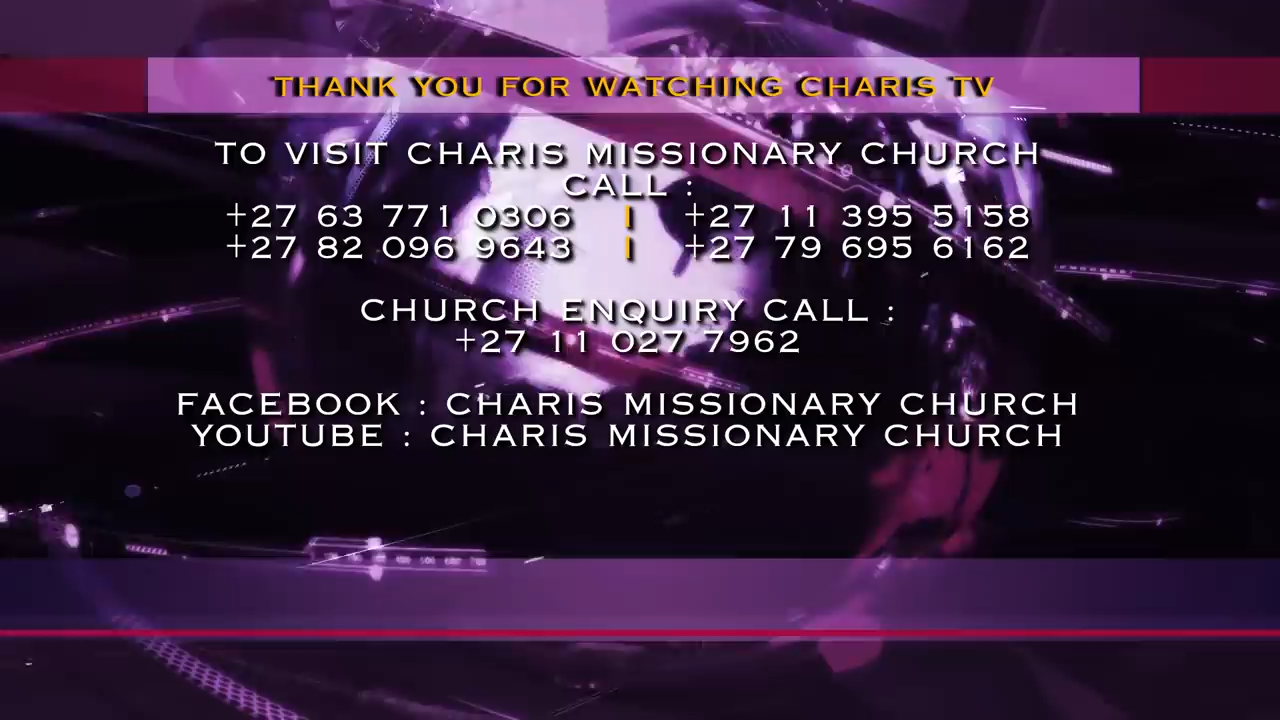 THANK YOU FOR WATCHING CHARIS TV
TO VISIT CHARIS MISSIONARY CHURCH
CALL :
+27 63 771 0306 I +27 11 395 5158
+27 82 096 9643 I +27 79 695 6162
CHURCH ENQUIRY CALL :
+27 11 027 7962
FACEBOOK : CHARIS MISSIONARY CHURCH
YOUTUBE : CHARIS MISSIONARY CHURCH